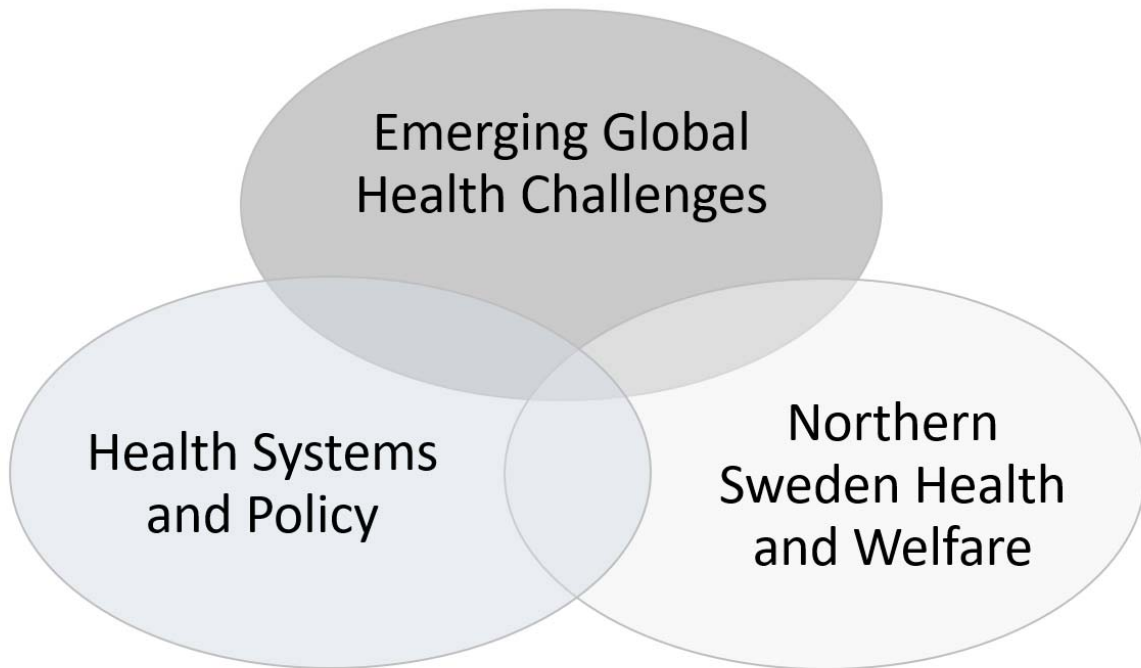 Emerging Global
Health Challenges
Health Systems
and Policy
Northern
Sweden Health
and Welfare